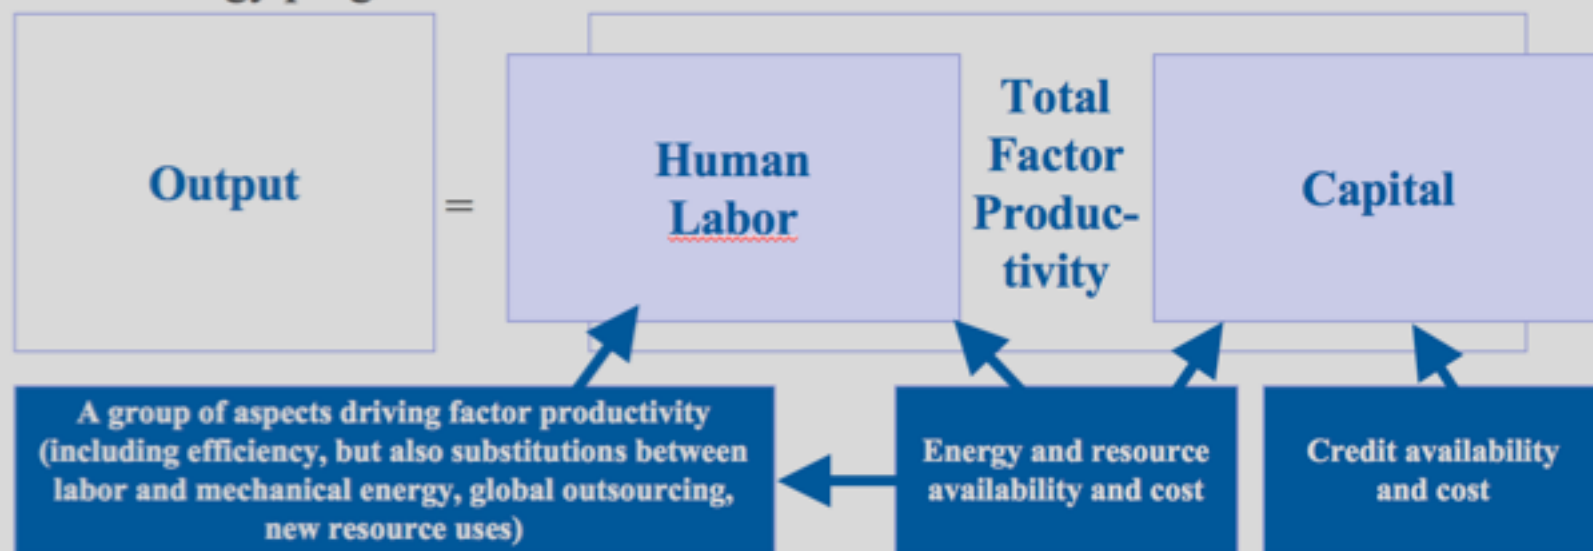 Output
=
Human
Labor
Total
Factor
Produc-
tivity
Capital
A group of aspects driving factor productivity
(including efficiency, but also substitutions between
labor and mechanical energy, global outsourcing,
new resource uses)
Energy and resource
availability and cost
Credit availability
and cost